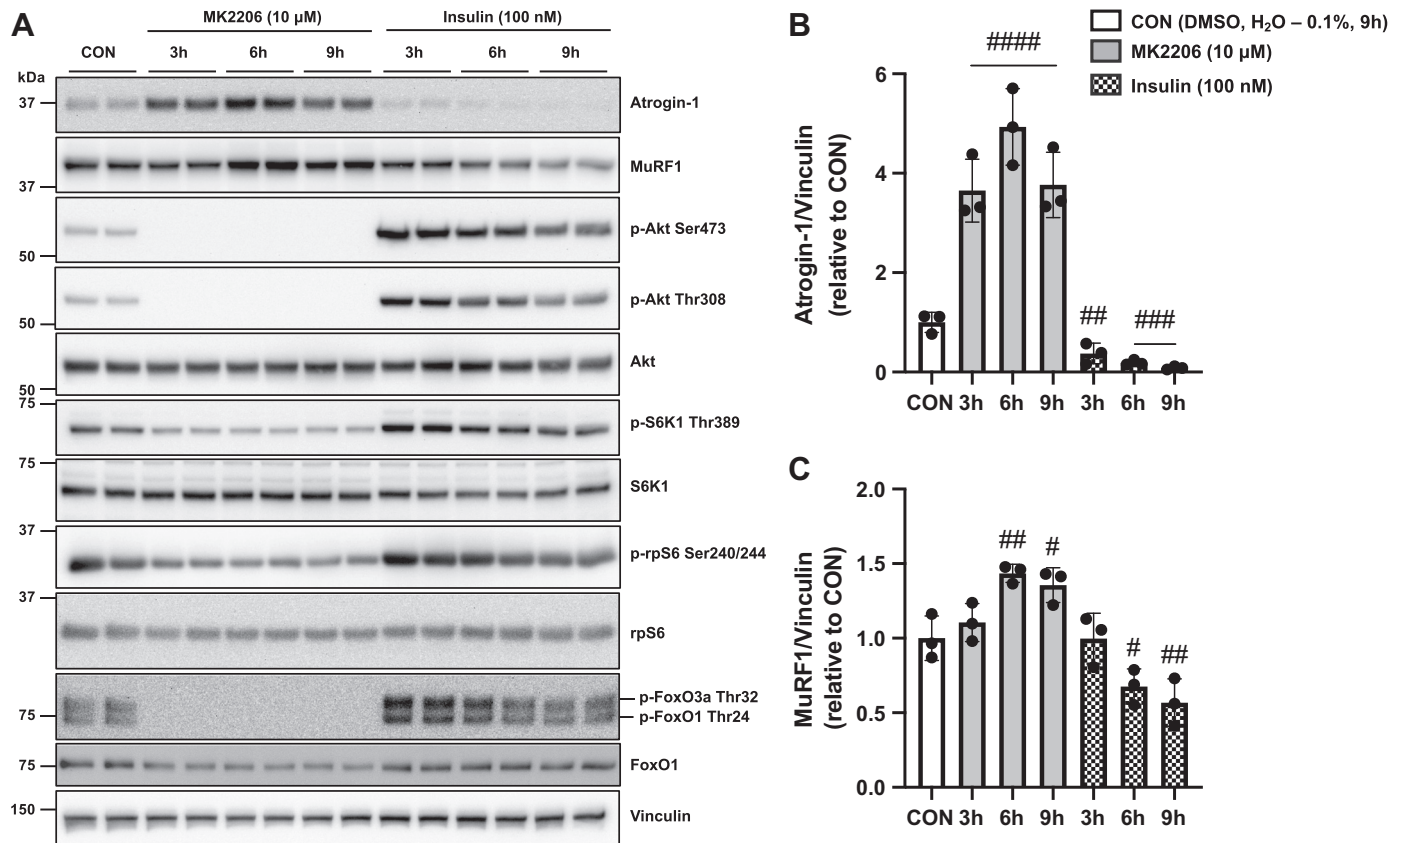 A
MK2206 (10 µM)
Insulin (100 nM)
CON
3h
6h
9h
3h
6h
9h
kDa
37
Atrogin-1
MuRF1
37
p-Akt Ser473
50
p-Akt Thr308
50
Akt
50
75
p-S6K1 Thr389
75
S6K1
37
p-rpS6 Ser240/244
37
rpS6
p-FoxO3a Thr32
75
p-FoxO1 Thr24
75
FoxO1
150
Vinculin
B
CON (DMSO, H₂O – 0.1%, 9h)
MK2206 (10 µM)
Insulin (100 nM)
Atrogin-1/Vinculin
(relative to CON)
6
4
2
0
####
##
###
CON
3h
6h
9h
3h
6h
9h
C
MuRF1/Vinculin
(relative to CON)
2.0
1.5
1.0
0.5
0.0
##
#
#
##
CON
3h
6h
9h
3h
6h
9h